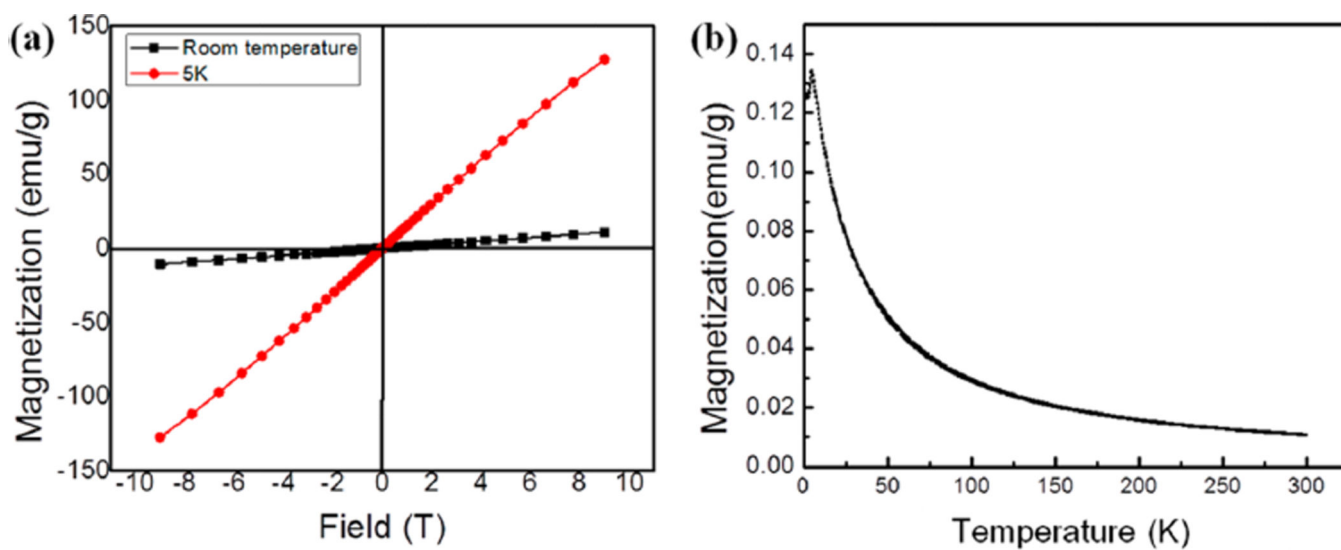 (a)
Room temperature
5K
150
100
50
0
-50
-100
-150
-10 -8 -6 -4 -2 0 2 4 6 8 10
Magnetization (emu/g)
Field (T)
(b)
0.14
0.12
0.10
0.08
0.06
0.04
0.02
0.00
0 50 100 150 200 250 300
Magnetization(emu/g)
Temperature (K)